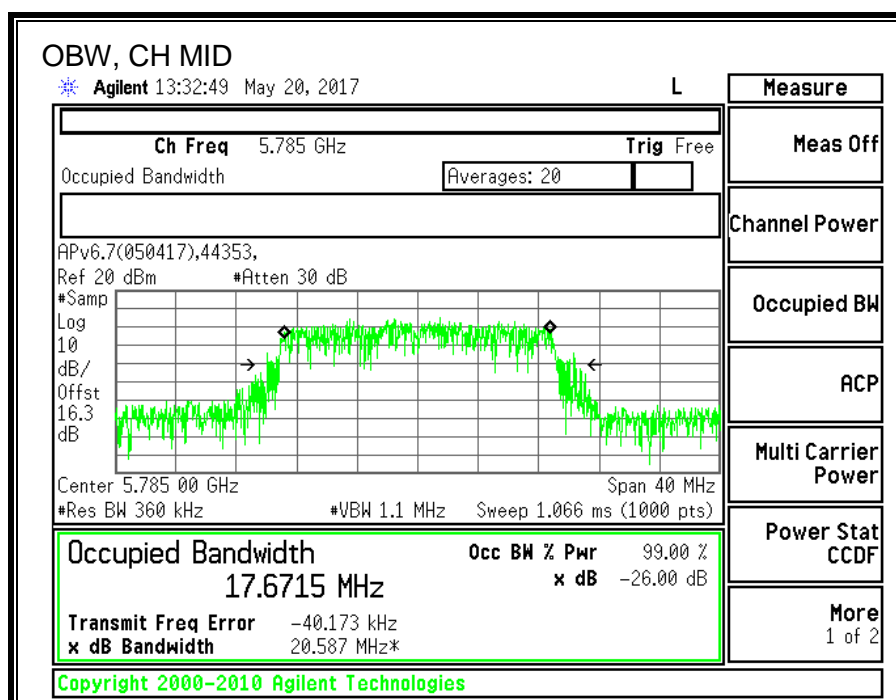 OBW, CH MID
Agilent 13:32:49 May 20, 2017 L
Measure
Ch Freq 5.785 GHz Trig Free
Meas Off
Occupied Bandwidth Averages: 20
Channel Power
APv6.7(050417),44353,
Ref 20 dBm #Atten 30 dB
#Samp
Log
10
dB/
Offst
16.3
dB
Occupied BW
ACP
Multi Carrier
Power
Center 5.785 00 GHz Span 40 MHz
#Res BW 360 kHz #VBW 1.1 MHz Sweep 1.066 ms (1000 pts)
Power Stat
CCDF
Occupied Bandwidth Occ BW % Pwr 99.00 %
17.6715 MHz x dB -26.00 dB
Transmit Freq Error -40.173 kHz
x dB Bandwidth 20.587 MHz*
More
1 of 2
Copyright 2000-2010 Agilent Technologies